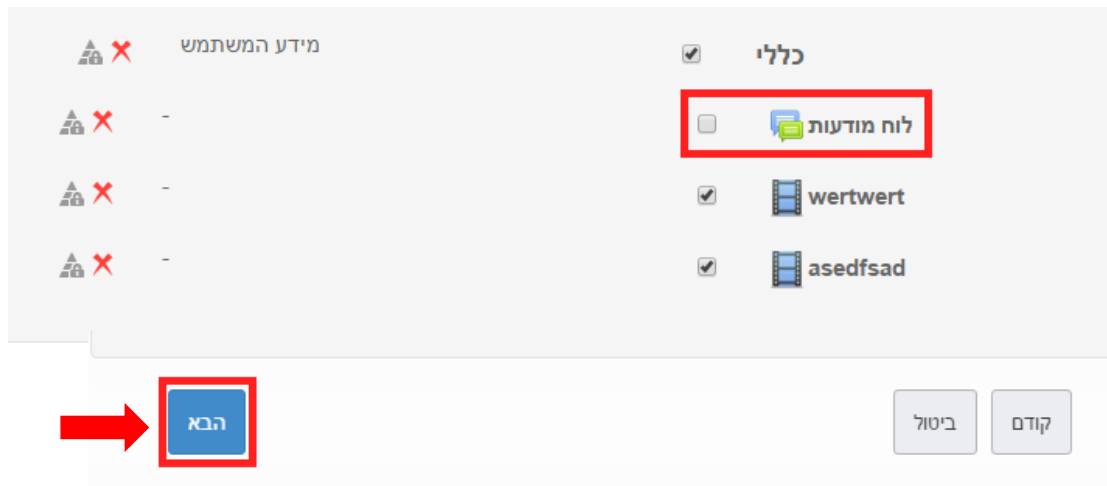 כללי
מידע המשתמש
לוח מודעות
-
wertwert
-
asedfsad
-
קודם
ביטול
הבא